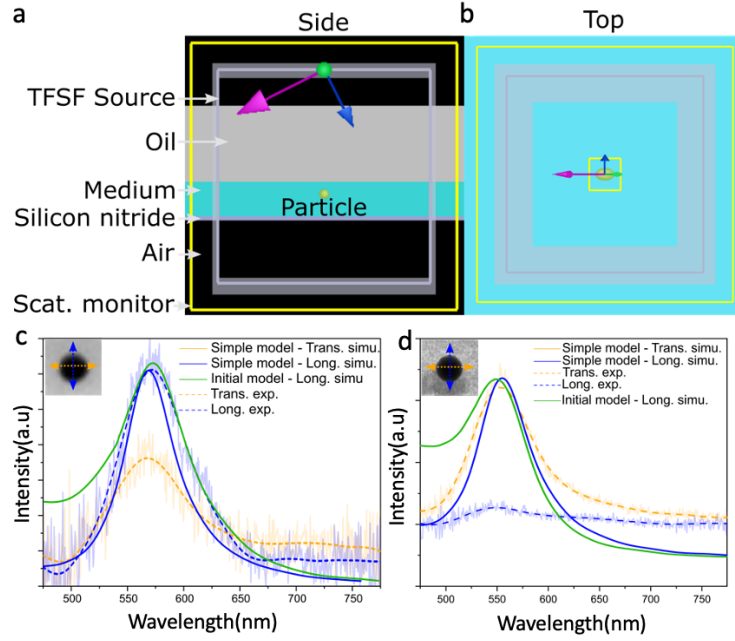 a
Side
b
Top
TFSF Source
Oil
Medium
Particle
Silicon nitride
Air
Scat. monitor
c
Simple model - Trans. simu.
Simple model - Long. simu.
Initial model - Long. simu
Trans. exp.
Long. exp.
Intensity(a.u)
500 550 600 650 700 750
Wavelength(nm)
d
Simple model - Trans. simu.
Simple model - Long. simu.
Trans. exp.
Long. exp.
Initial model - Long. simu.
Intensity(a.u)
500 550 600 650 700 750
Wavelength(nm)